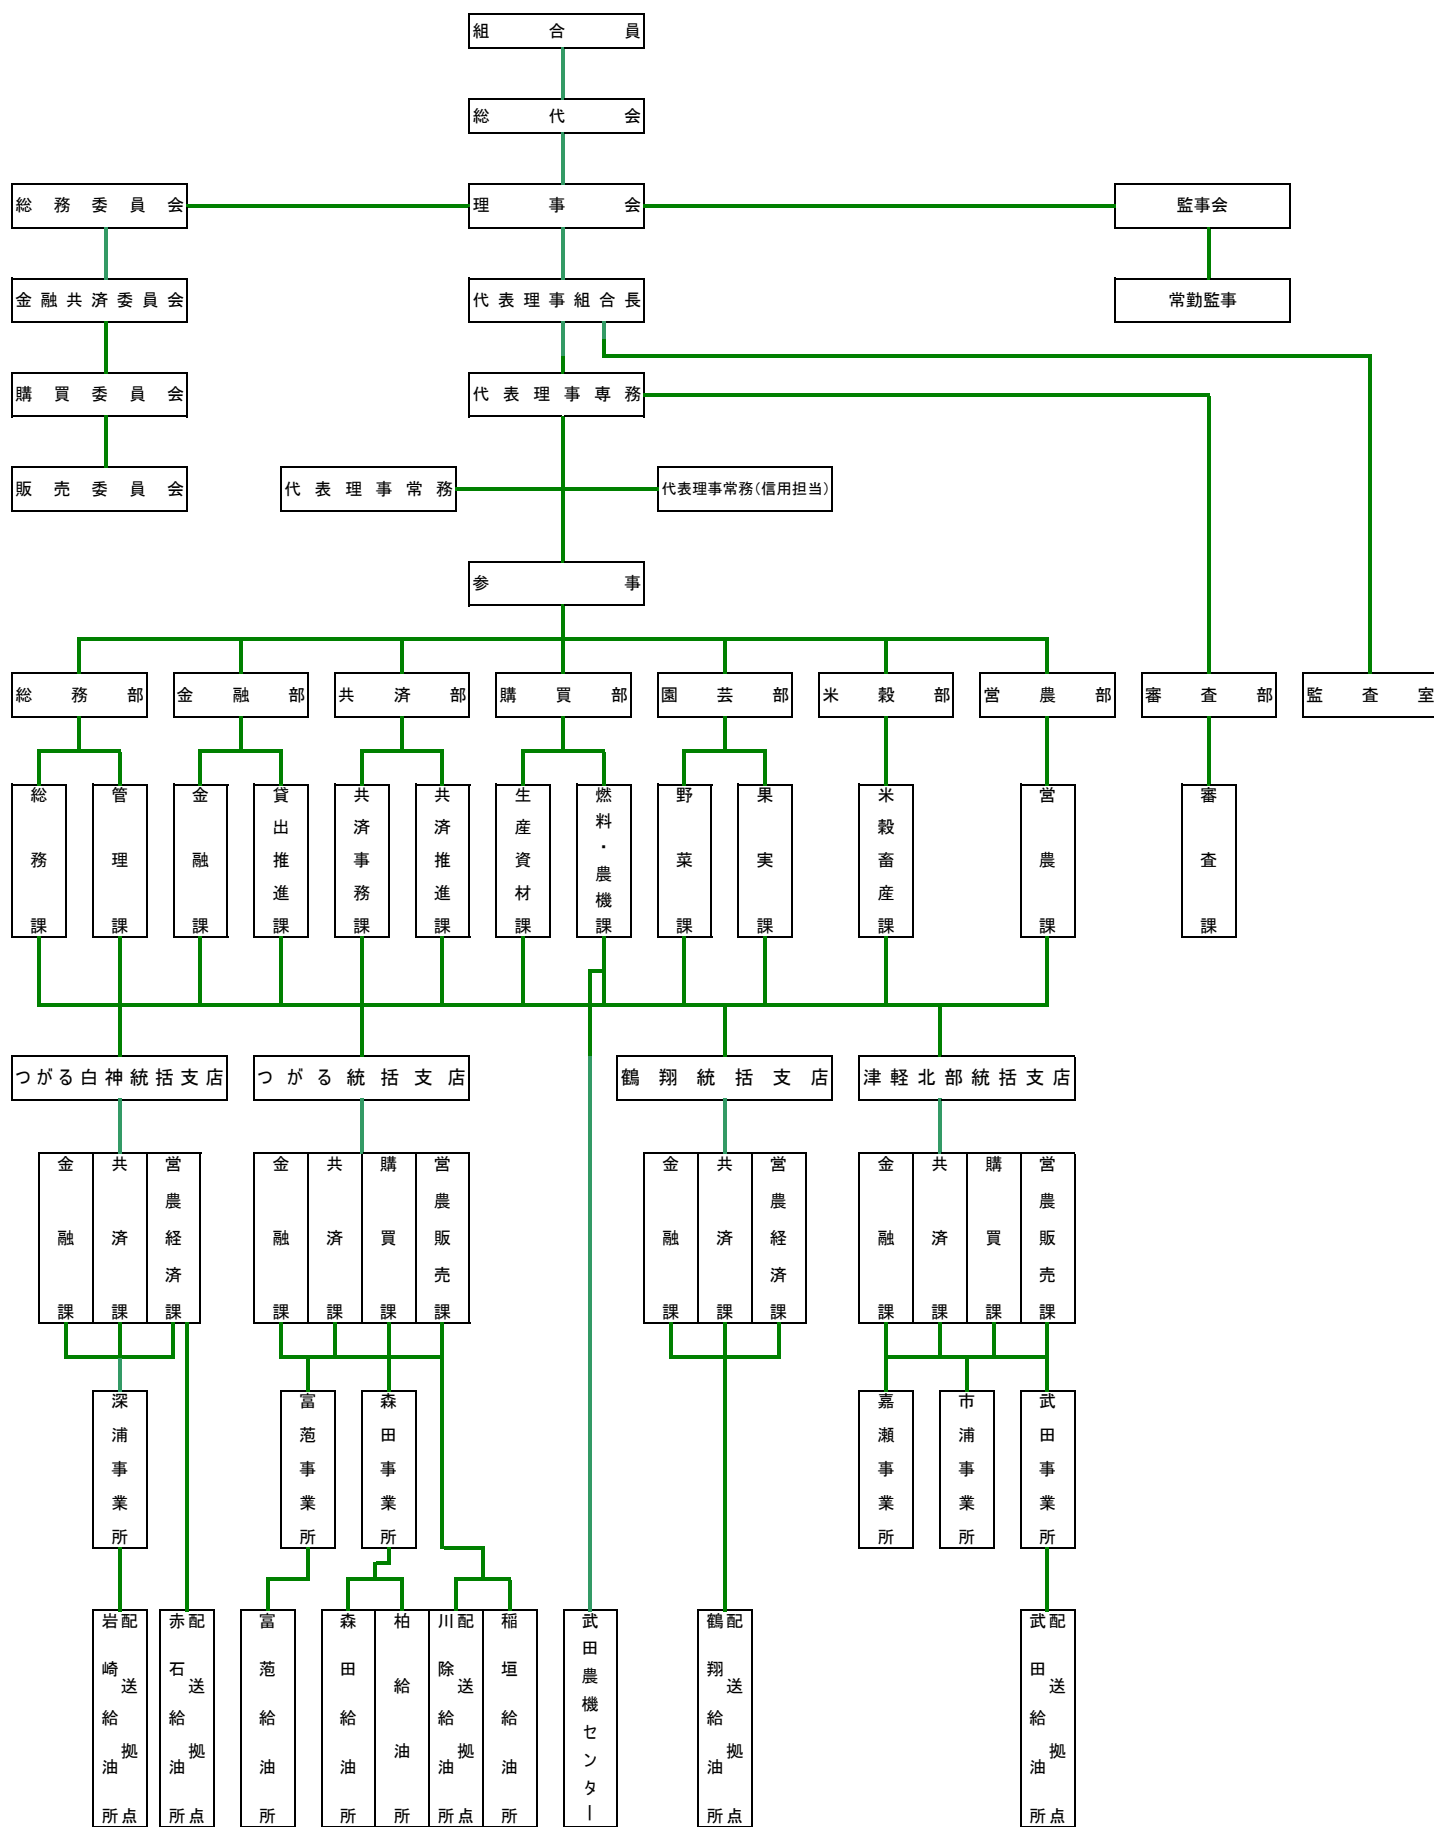 組合員
総代会
総務委員会
理事会
監事会
金融共済委員会
代表理事組合長
常勤監事
購買委員会
代表理事専務
販売委員会
代表理事常務
代表理事常務(信用担当)
参事
総務部
金融部
共済部
購買部
園芸部
米穀部
営農部
審査部
監査室
総務課
管理課
金融課
貸出推進課
共済事務課
共済推進課
生産資材課
燃料・農機課
野菜課
果実課
米穀畜産課
営農課
審査課
つがる白神統括支店
つがる統括支店
鶴翔統括支店
津軽北部統括支店
金融課
共済課
営農経済課
金融課
共済課
購買課
営農販売課
金融課
共済課
営農経済課
金融課
共済課
購買課
営農販売課
深浦事業所
富萢事業所
森田事業所
嘉瀬事業所
市浦事業所
武田事業所
配送拠点
岩崎給油所
配送拠点
赤石給油所
富萢給油所
森田給油所
柏給油所
配送拠点
川除給油所
稲垣給油所
武田農機センター
配送拠点
鶴翔給油所
配送拠点
武田給油所